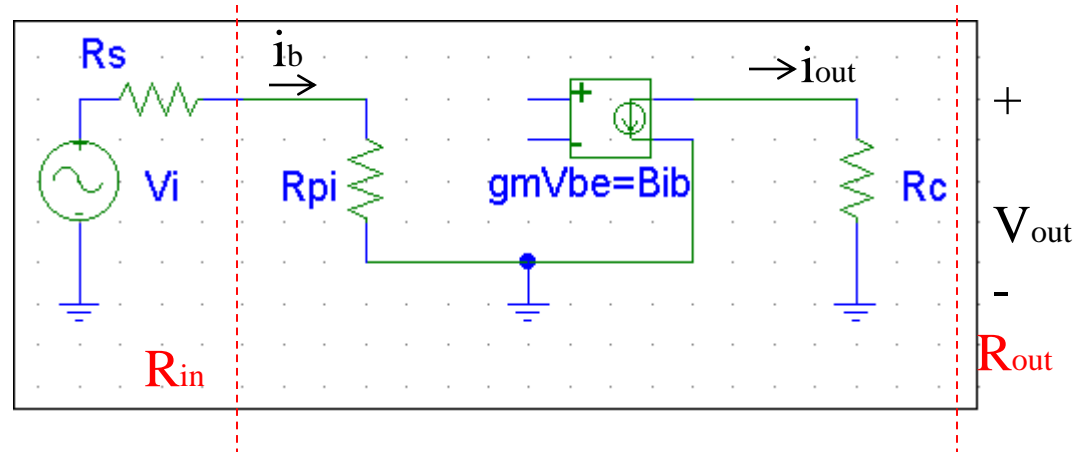 Rs
ib
iout
+
+
-
-
Vi
Rpi
gmVbe=Bib
Rc
+
-
Vout
-
Rin
Rout